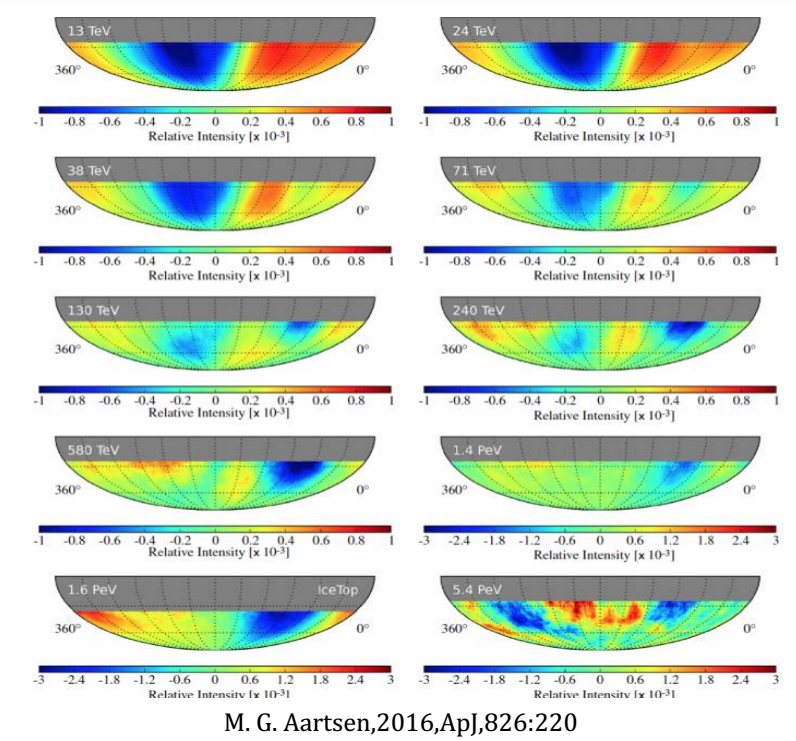 13 TeV
360° 0°
-1 -0.8 -0.6 -0.4 -0.2 0 0.2 0.4 0.6 0.8 1
Relative Intensity [x 10-3]
24 TeV
360° 0°
-1 -0.8 -0.6 -0.4 -0.2 0 0.2 0.4 0.6 0.8 1
Relative Intensity [x 10-3]
38 TeV
360° 0°
-1 -0.8 -0.6 -0.4 -0.2 0 0.2 0.4 0.6 0.8 1
Relative Intensity [x 10-3]
71 TeV
360° 0°
-1 -0.8 -0.6 -0.4 -0.2 0 0.2 0.4 0.6 0.8 1
Relative Intensity [x 10-3]
130 TeV
360° 0°
-1 -0.8 -0.6 -0.4 -0.2 0 0.2 0.4 0.6 0.8 1
Relative Intensity [x 10-3]
240 TeV
360° 0°
-1 -0.8 -0.6 -0.4 -0.2 0 0.2 0.4 0.6 0.8 1
Relative Intensity [x 10-3]
580 TeV
360° 0°
-1 -0.8 -0.6 -0.4 -0.2 0 0.2 0.4 0.6 0.8 1
Relative Intensity [x 10-3]
1.4 PeV
360° 0°
-3 -2.4 -1.8 -1.2 -0.6 0 0.6 1.2 1.8 2.4 3
Relative Intensity [x 10-3]
1.6 PeV IceTop
360° 0°
-3 -2.4 -1.8 -1.2 -0.6 0 0.6 1.2 1.8 2.4 3
Relative Intensity [x 10-3]
5.4 PeV
360° 0°
-3 -2.4 -1.8 -1.2 -0.6 0 0.6 1.2 1.8 2.4 3
Relative Intensity [x 10-3]
M. G. Aartsen,2016,ApJ,826:220